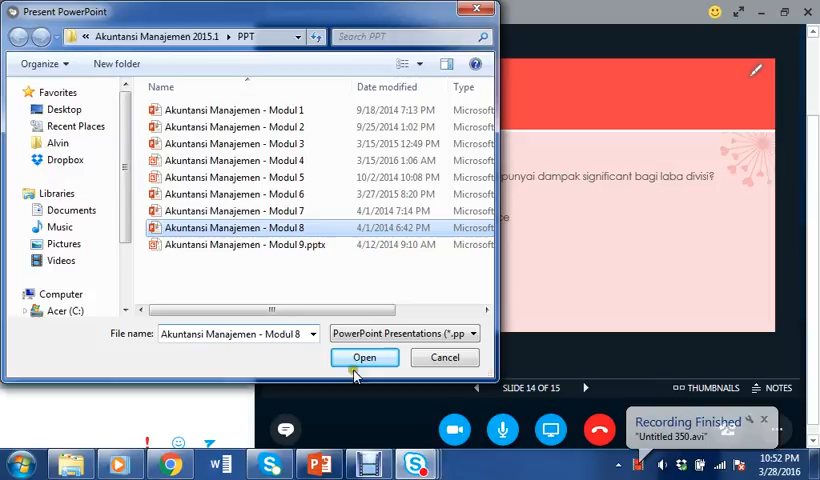 Present PowerPoint
Akuntansi Manajemen 2015.1 PPT
Search PPT
Organize New folder
Name Date modified Type
Favorites
Desktop
Recent Places
Alvin
Dropbox
Libraries
Documents
Music
Pictures
Videos
Computer
Acer (C:)
Akuntansi Manajemen - Modul 1 9/18/2014 7:13 PM Microsoft
Akuntansi Manajemen - Modul 2 9/25/2014 1:02 PM Microsoft
Akuntansi Manajemen - Modul 3 3/15/2015 12:49 PM Microsoft
Akuntansi Manajemen - Modul 4 3/15/2016 1:06 AM Microsoft
Akuntansi Manajemen - Modul 5 10/2/2014 10:08 PM Microsoft
Akuntansi Manajemen - Modul 6 3/27/2015 8:20 PM Microsoft
Akuntansi Manajemen - Modul 7 4/1/2014 7:14 PM Microsoft
Akuntansi Manajemen - Modul 8 4/1/2014 6:42 PM Microsoft
Akuntansi Manajemen - Modul 9.pptx 4/12/2014 9:10 AM Microsoft
File name: Akuntansi Manajemen - Modul 8 PowerPoint Presentations (*.pp
Open Cancel
punyai dampak significant bagi laba divisi?
ce
SLIDE 14 OF 15 THUMBNAILS NOTES
Recording Finished
"Untitled 350.avi"
10:52 PM
3/28/2016